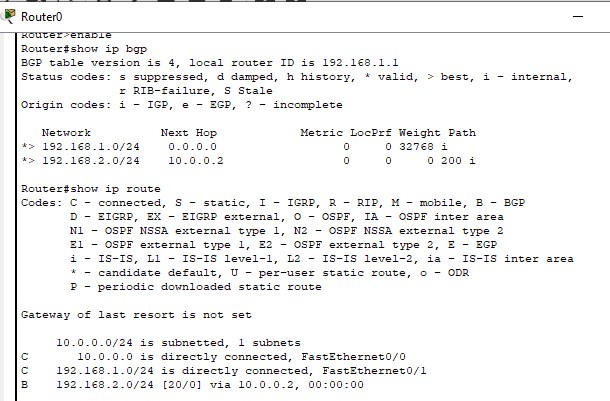 Router0
Router>enable
Router#show ip bgp
BGP table version is 4, local router ID is 192.168.1.1
Status codes: s suppressed, d damped, h history, * valid, > best, i - internal,
              r RIB-failure, S Stale
Origin codes: i - IGP, e - EGP, ? - incomplete

   Network          Next Hop            Metric LocPrf Weight Path
*> 192.168.1.0/24    0.0.0.0                  0      0 32768 i
*> 192.168.2.0/24    10.0.0.2                 0      0     0 200 i

Router#show ip route
Codes: C - connected, S - static, I - IGRP, R - RIP, M - mobile, B - BGP
       D - EIGRP, EX - EIGRP external, O - OSPF, IA - OSPF inter area
       N1 - OSPF NSSA external type 1, N2 - OSPF NSSA external type 2
       E1 - OSPF external type 1, E2 - OSPF external type 2, E - EGP
       i - IS-IS, L1 - IS-IS level-1, L2 - IS-IS level-2, ia - IS-IS inter area
       * - candidate default, U - per-user static route, o - ODR
       P - periodic downloaded static route

Gateway of last resort is not set

     10.0.0.0/24 is subnetted, 1 subnets
C       10.0.0.0 is directly connected, FastEthernet0/0
C    192.168.1.0/24 is directly connected, FastEthernet0/1
B    192.168.2.0/24 [20/0] via 10.0.0.2, 00:00:00